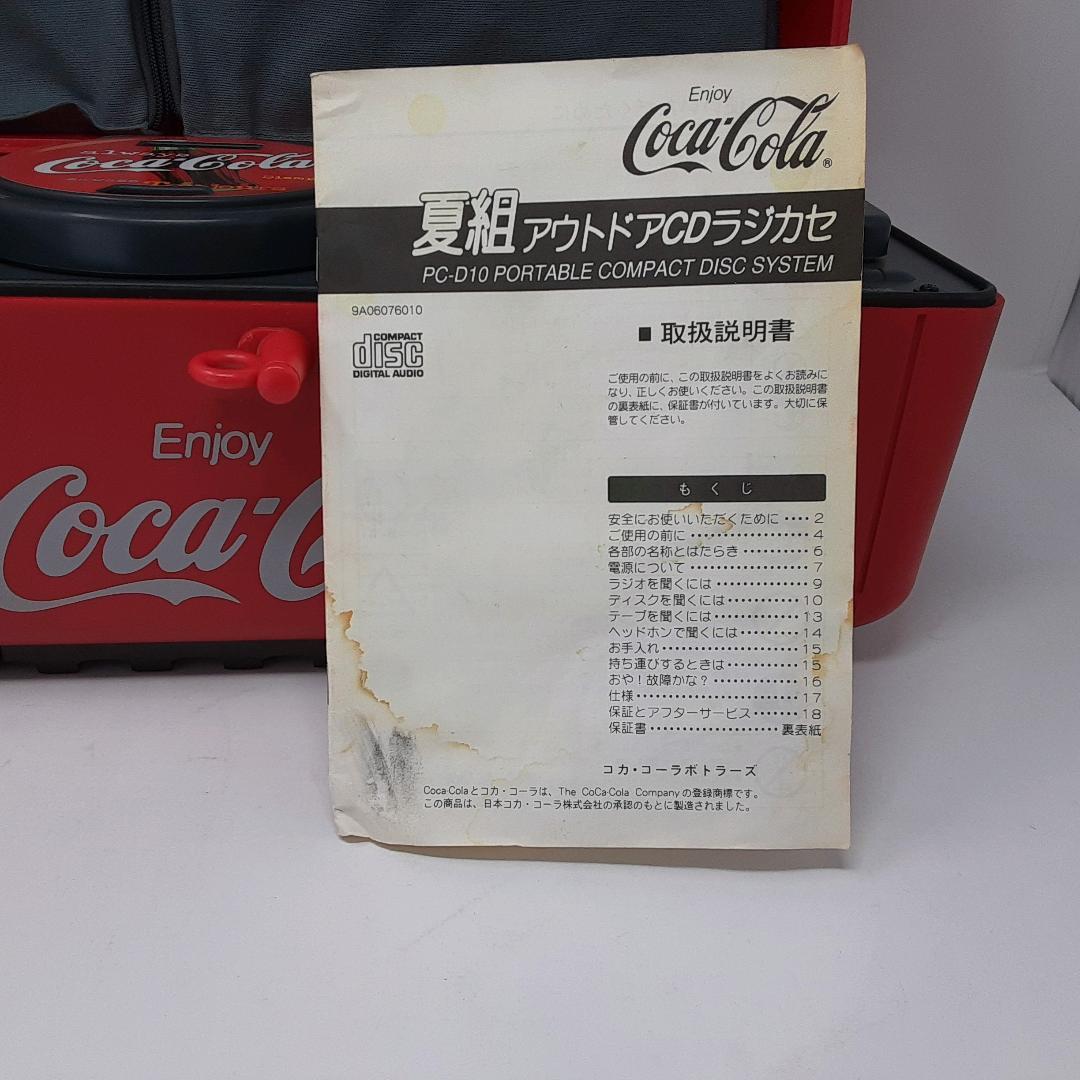 Enjoy
Coca-Cola®
夏組アウトドアCDラジカセ
PC-D10 PORTABLE COMPACT DISC SYSTEM
9A06076010
COMPACT
disc
DIGITAL AUDIO
■ 取扱説明書
ご使用の前に、この取扱説明書をよくお読みに
なり、正しくお使いください。この取扱説明書
の裏表紙に、保証書が付いています。大切に保
管してください。
もくじ
安全にお使いいただくために ···· 2
ご使用の前に ················ 4
各部の名称とはたらき ·········· 6
電源について ················ 7
ラジオを聞くには ············· 9
ディスクを聞くには ··········· 10
テープを聞くには ············· 13
ヘッドホンで聞くには ·········· 14
お手入れ ··················· 15
持ち運びするときは ··········· 15
おや！故障かな？ ············ 16
仕様 ······················ 17
保証とアフターサービス ······· 18
保証書 ··················· 裏表紙
コカ・コーラボトラーズ
Coca-Colaとコカ・コーラは、The CoCa-Cola Companyの登録商標です。
この商品は、日本コカ・コーラ株式会社の承認のもとに製造されました。
Always
Coca-Cola
Enjoy
Coca-C